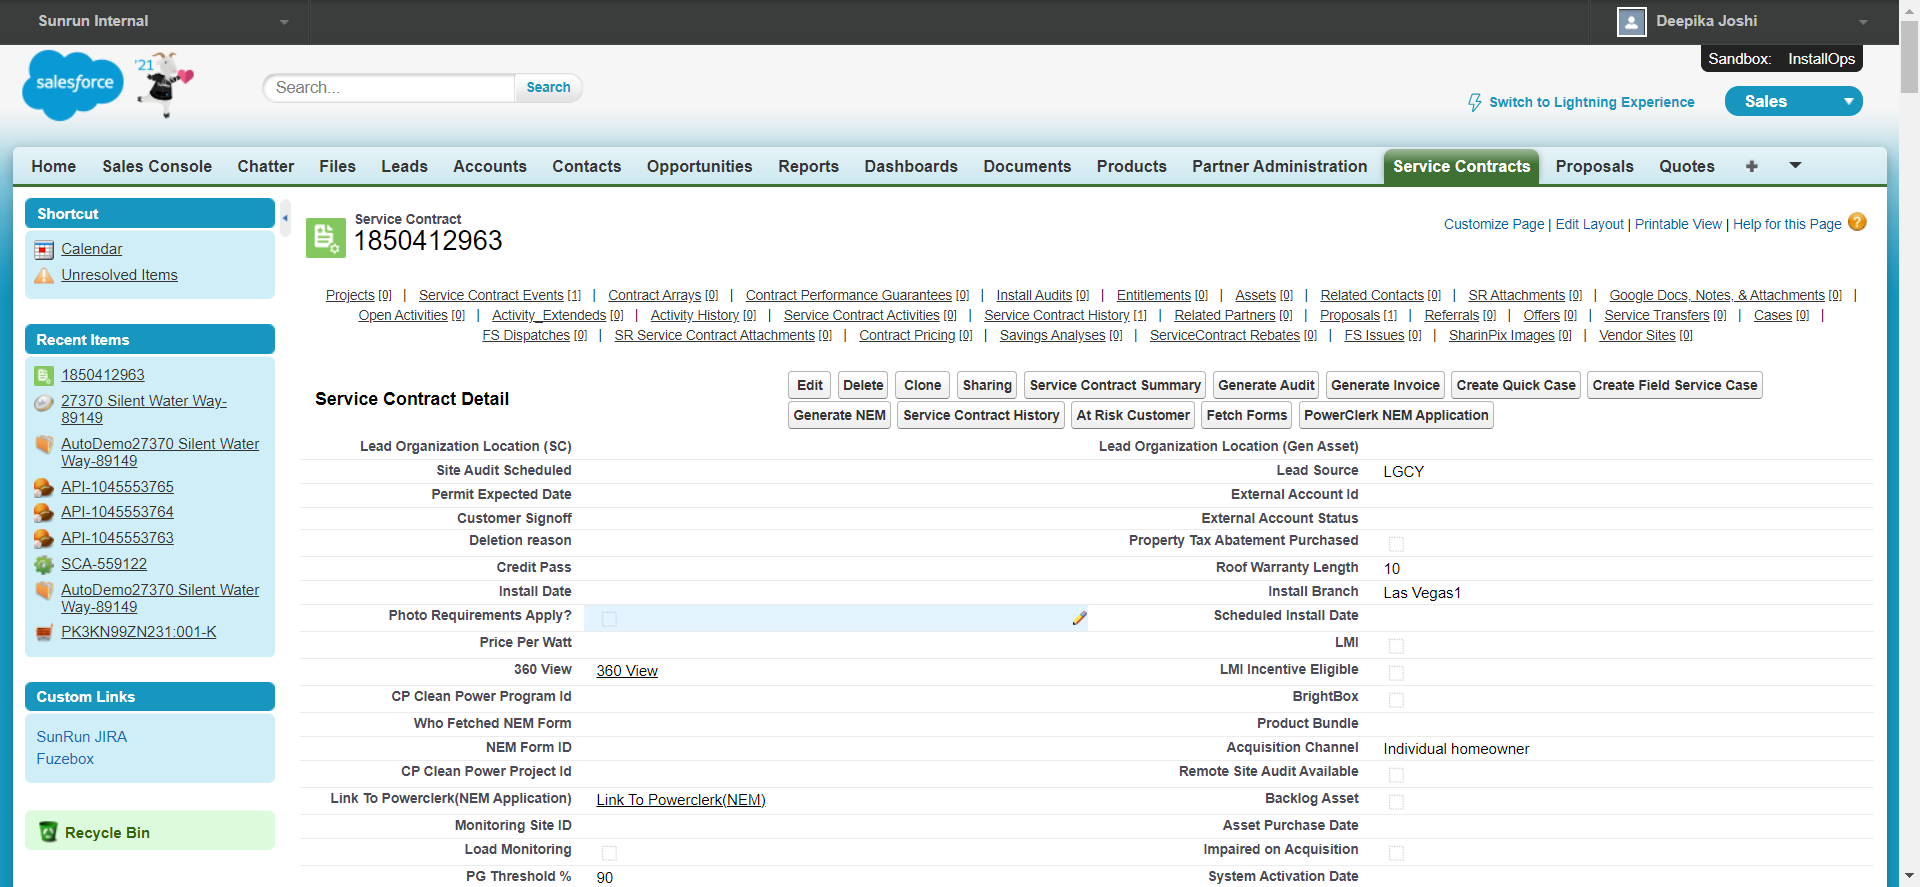 Sunrun Internal
Deepika Joshi
Sandbox: InstallOps
salesforce
'21
Search...
Search
Switch to Lightning Experience
Sales
Home Sales Console Chatter Files Leads Accounts Contacts Opportunities Reports Dashboards Documents Products Partner Administration Service Contracts Proposals Quotes +
Shortcut
Calendar
Unresolved Items
Recent Items
1850412963
27370 Silent Water Way-
89149
AutoDemo27370 Silent Water
Way-89149
API-1045553765
API-1045553764
API-1045553763
SCA-559122
AutoDemo27370 Silent Water
Way-89149
PK3KN99ZN231:001-K
Custom Links
SunRun JIRA
Fuzebox
Recycle Bin
Service Contract
1850412963
Customize Page | Edit Layout | Printable View | Help for this Page ?
Projects [0] | Service Contract Events [1] | Contract Arrays [0] | Contract Performance Guarantees [0] | Install Audits [0] | Entitlements [0] | Assets [0] | Related Contacts [0] | SR Attachments [0] | Google Docs, Notes, & Attachments [0] |
Open Activities [0] | Activity_Extendeds [0] | Activity History [0] | Service Contract Activities [0] | Service Contract History [1] | Related Partners [0] | Proposals [1] | Referrals [0] | Offers [0] | Service Transfers [0] | Cases [0] |
FS Dispatches [0] | SR Service Contract Attachments [0] | Contract Pricing [0] | Savings Analyses [0] | ServiceContract Rebates [0] | FS Issues [0] | SharinPix Images [0] | Vendor Sites [0]
Service Contract Detail
Edit Delete Clone Sharing Service Contract Summary Generate Audit Generate Invoice Create Quick Case Create Field Service Case
Generate NEM Service Contract History At Risk Customer Fetch Forms PowerClerk NEM Application
Lead Organization Location (SC) Lead Organization Location (Gen Asset)
Site Audit Scheduled Lead Source LGCY
Permit Expected Date External Account Id
Customer Signoff External Account Status
Deletion reason Property Tax Abatement Purchased
Credit Pass Roof Warranty Length 10
Install Date Install Branch Las Vegas1
Photo Requirements Apply? Scheduled Install Date
Price Per Watt LMI
360 View 360 View LMI Incentive Eligible
CP Clean Power Program Id BrightBox
Who Fetched NEM Form Product Bundle
NEM Form ID Acquisition Channel Individual homeowner
CP Clean Power Project Id Remote Site Audit Available
Link To Powerclerk(NEM Application) Link To Powerclerk(NEM) Backlog Asset
Monitoring Site ID Asset Purchase Date
Load Monitoring Impaired on Acquisition
PG Threshold % 90 System Activation Date